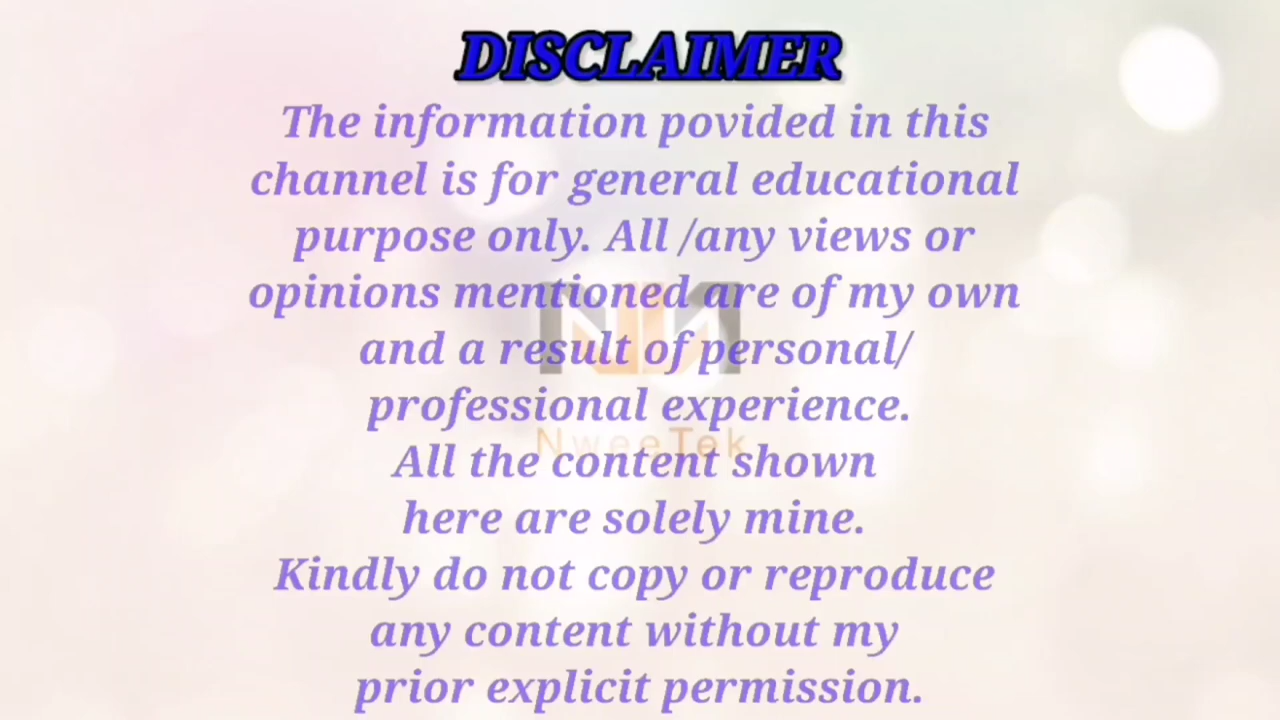 DISCLAIMER
The information povided in this
channel is for general educational
purpose only. All /any views or
opinions mentioned are of my own
and a result of personal/
professional experience.
NweeTek
All the content shown
here are solely mine.
Kindly do not copy or reproduce
any content without my
prior explicit permission.